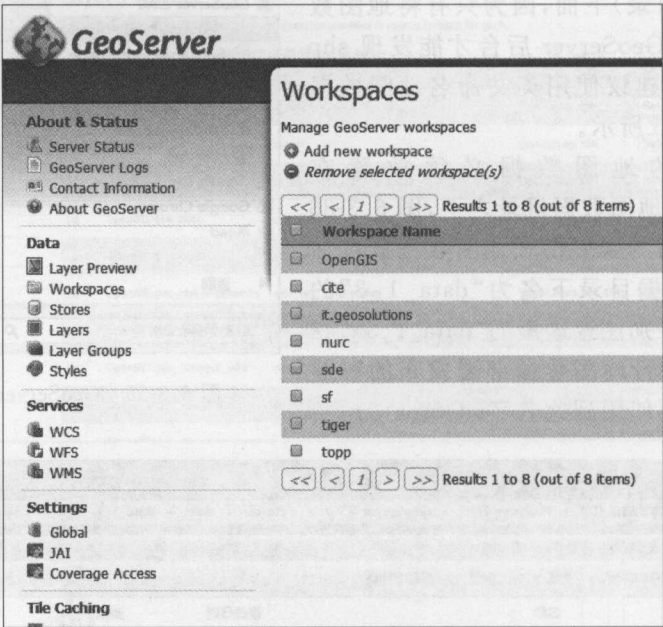 GeoServer
About & Status
Server Status
GeoServer Logs
Contact Information
About GeoServer
Data
Layer Preview
Workspaces
Stores
Layers
Layer Groups
Styles
Services
WCS
WFS
WMS
Settings
Global
JAI
Coverage Access
Tile Caching
Workspaces
Manage GeoServer workspaces
Add new workspace
Remove selected workspace(s)
<< < 1 > >> Results 1 to 8 (out of 8 items)
Workspace Name
OpenGIS
cite
it.geosolutions
nurc
sde
sf
tiger
topp
<< < 1 > >> Results 1 to 8 (out of 8 items)